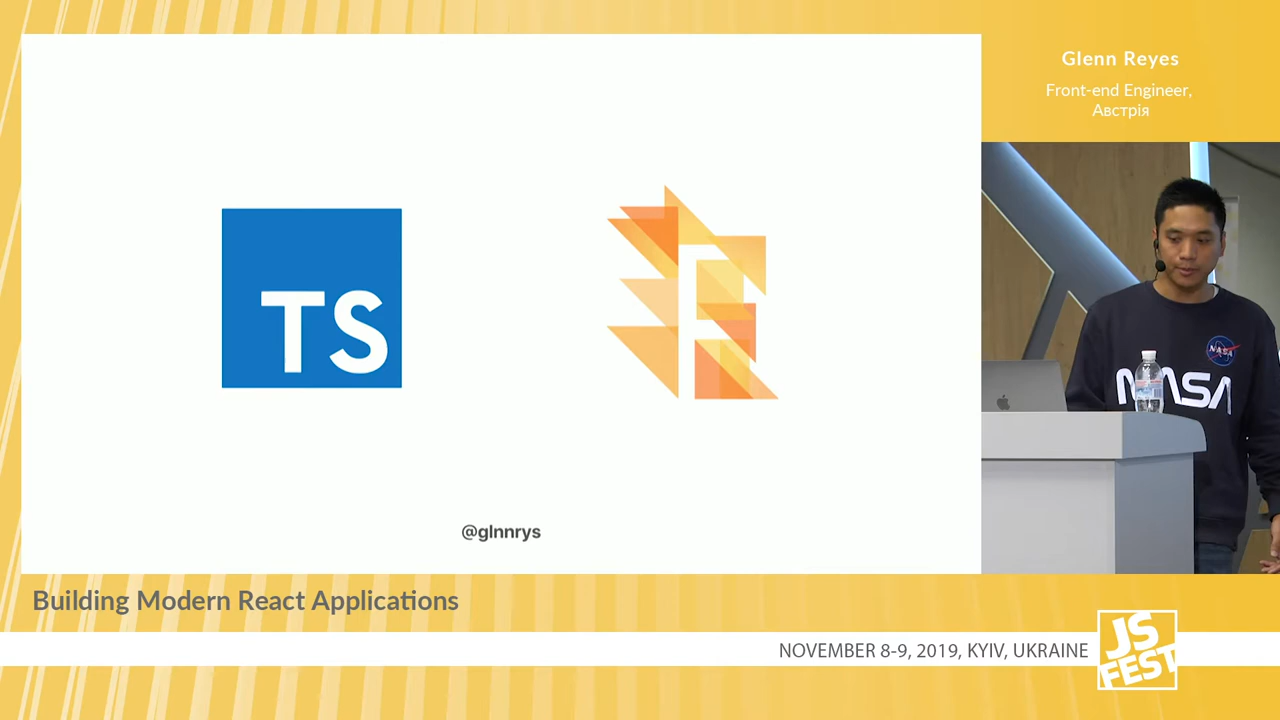 Glenn Reyes
Front-end Engineer,
Австрія
TS
NASA
NASA
@glnnrys
Building Modern React Applications
NOVEMBER 8-9, 2019, KYIV, UKRAINE
JS
FEST